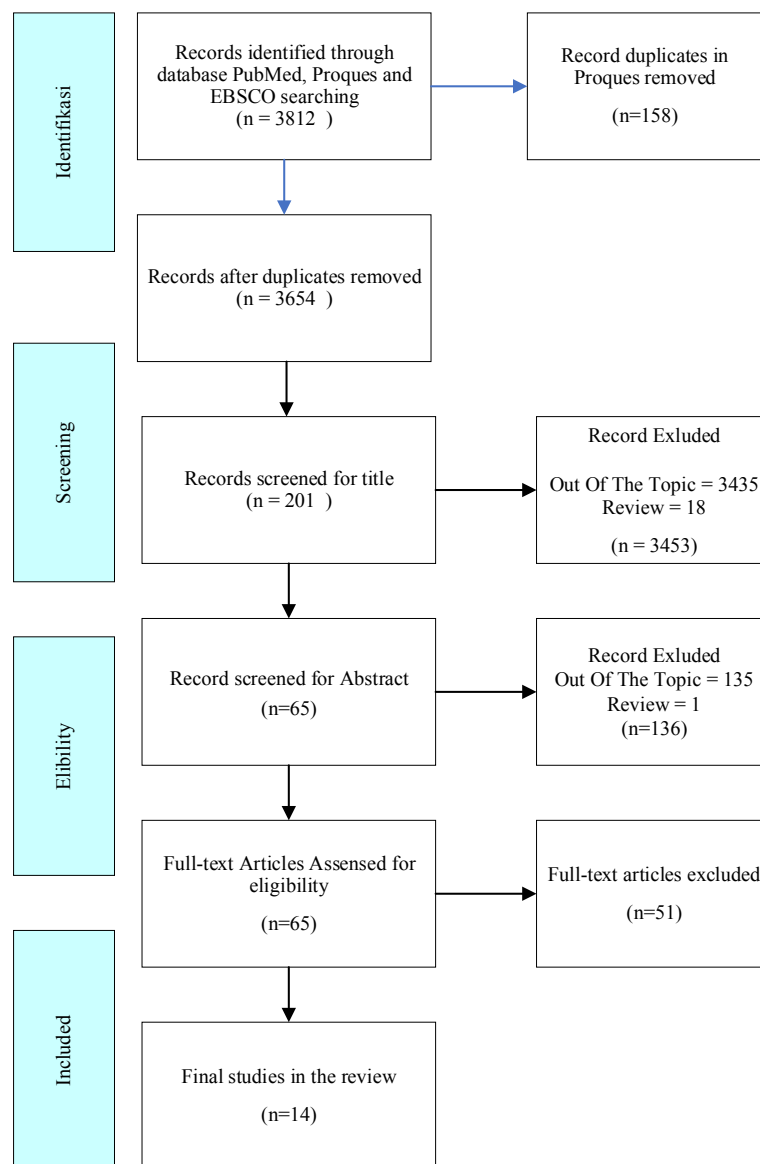 Identifikasi
Records identified through
database PubMed, Proques and
EBSCO searching
(n = 3812 )
Record duplicates in
Proques removed
(n=158)
Records after duplicates removed
(n = 3654 )
Screening
Records screened for title
(n = 201 )
Record Exluded
Out Of The Topic = 3435
Review = 18
(n = 3453)
Elibility
Record screened for Abstract
(n=65)
Record Exluded
Out Of The Topic = 135
Review = 1
(n=136)
Full-text Articles Assensed for
eligibility
(n=65)
Full-text articles excluded
(n=51)
Included
Final studies in the review
(n=14)